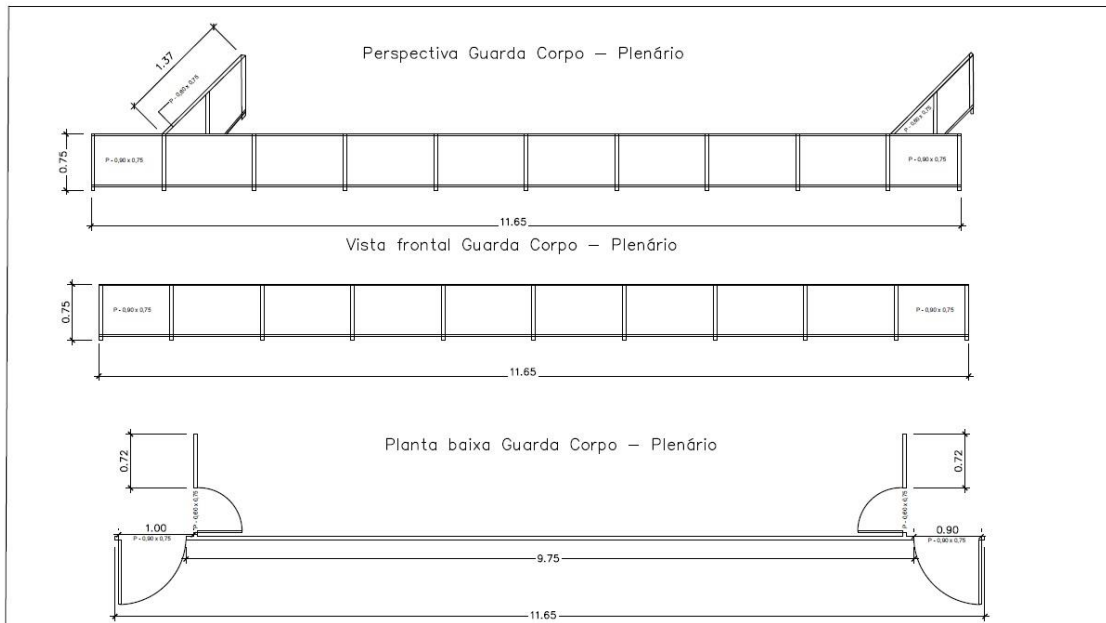 Perspectiva Guarda Corpo – Plenário
1.37
P - 0,60 x 0,75
P - 0,60 x 0,75
0.75
P - 0,90 x 0,75
P - 0,90 x 0,75
11.65
Vista frontal Guarda Corpo – Plenário
0.75
P - 0,90 x 0,75
P - 0,90 x 0,75
11.65
Planta baixa Guarda Corpo – Plenário
0.72
0.72
P - 0,60 x 0,75
P - 0,60 x 0,75
1.00
0.90
P - 0,90 x 0,75
P - 0,90 x 0,75
9.75
11.65